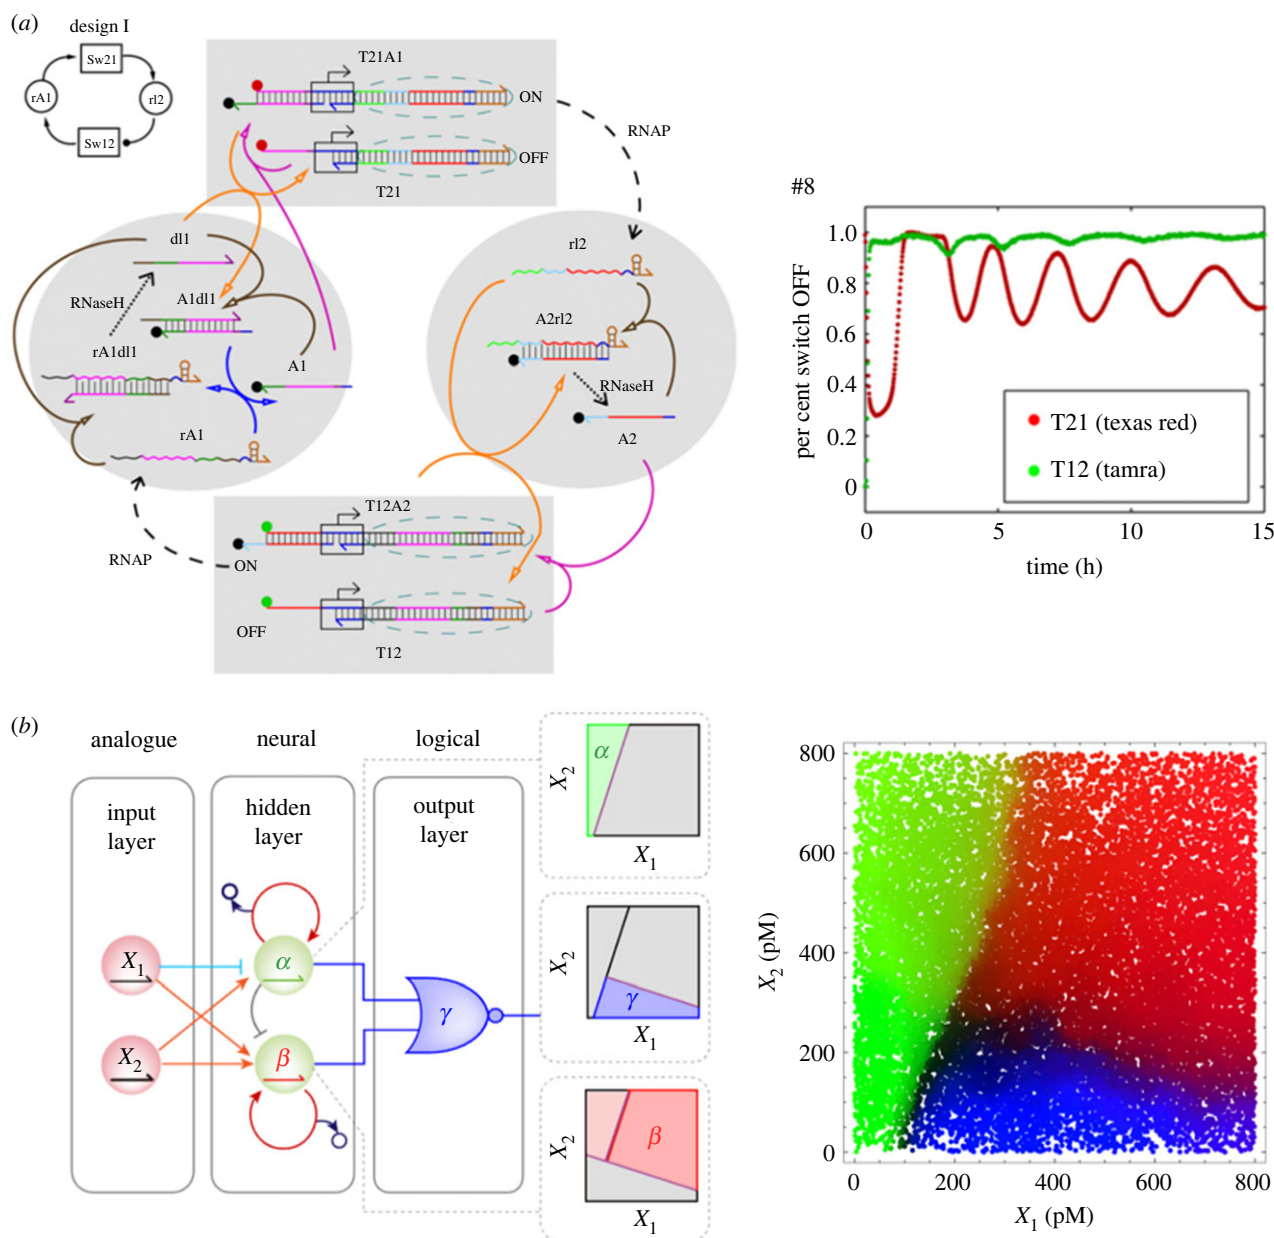 (a)
design I
Sw21
rA1
rI2
Sw12
T21A1
ON
OFF
T21
RNAP
dI1
RNaseH
A1dI1
rA1dI1
A1
rA1
rI2
A2rI2
RNaseH
A2
RNAP
T12A2
ON
OFF
T12
#8
per cent switch OFF
1.0
0.8
0.6
0.4
0.2
0
T21 (texas red)
T12 (tamra)
0
5
10
15
time (h)
(b)
analogue
neural
logical
input
layer
hidden
layer
output
layer
X1
X2
α
β
γ
α
X2
X1
γ
X2
X1
β
X2
X1
800
600
400
200
0
X2 (pM)
0
200
400
600
800
X1 (pM)